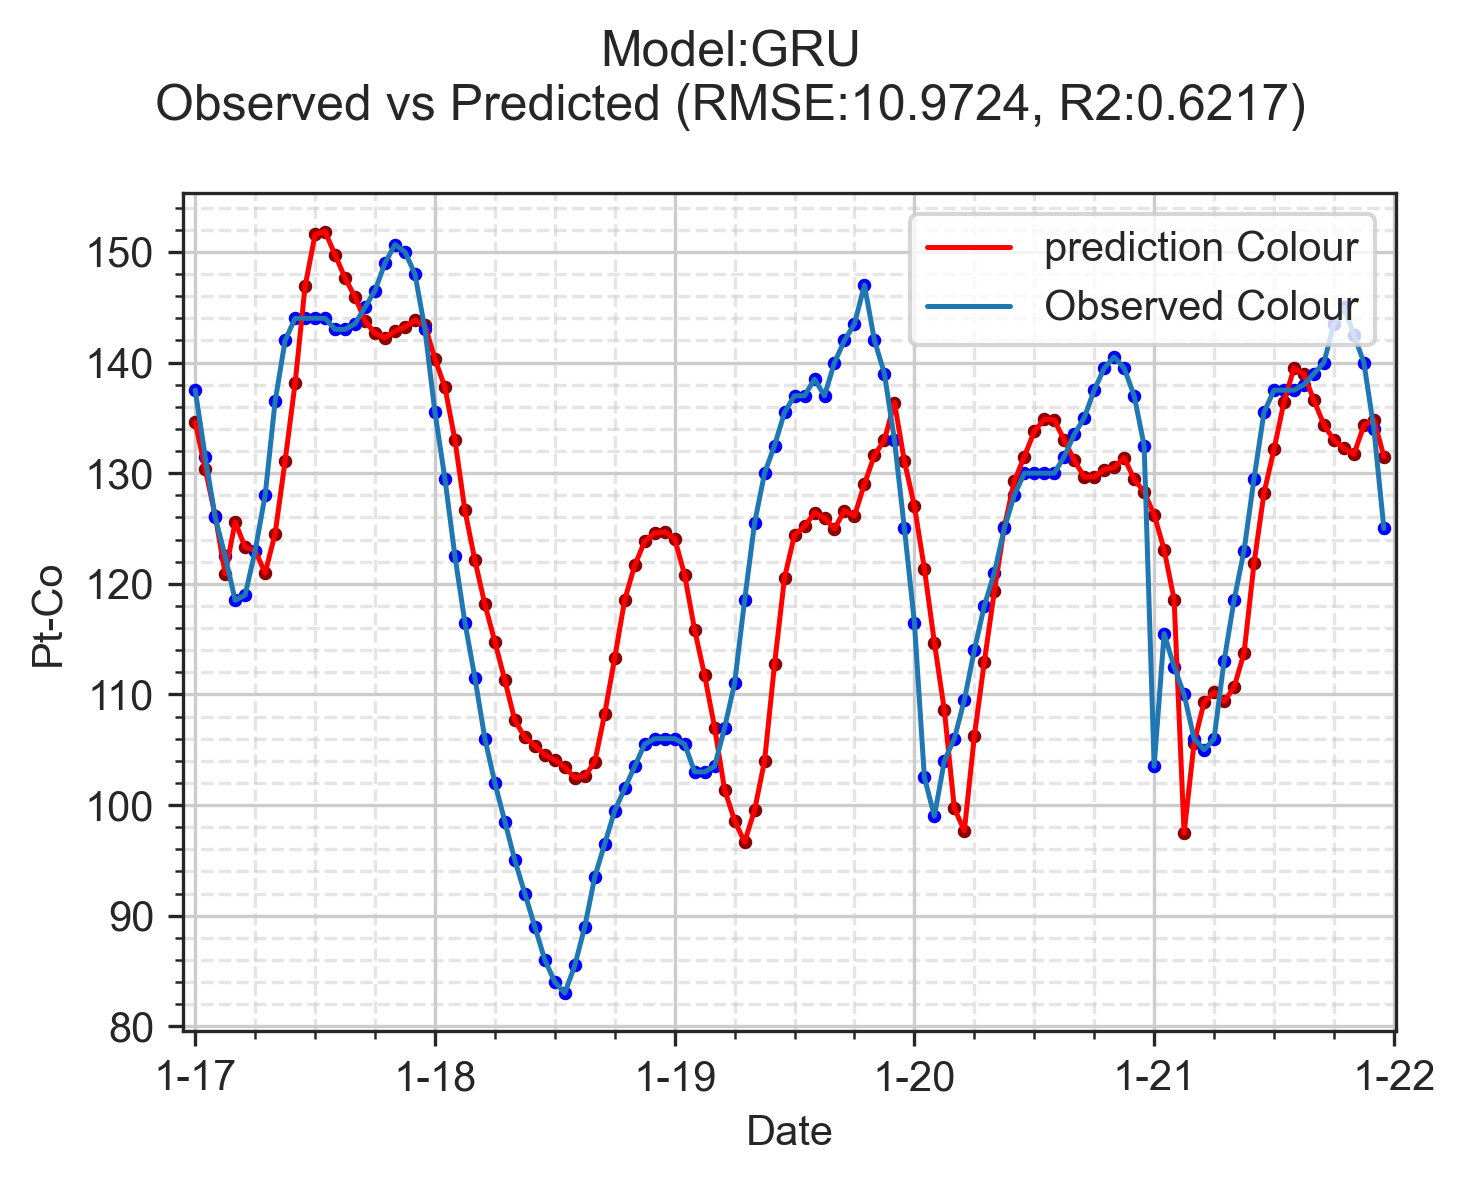 Model:GRU
Observed vs Predicted (RMSE:10.9724, R2:0.6217)
prediction Colour
Observed Colour
150
140
130
120
110
100
90
80
Pt-Co
1-17 1-18 1-19 1-20 1-21 1-22
Date